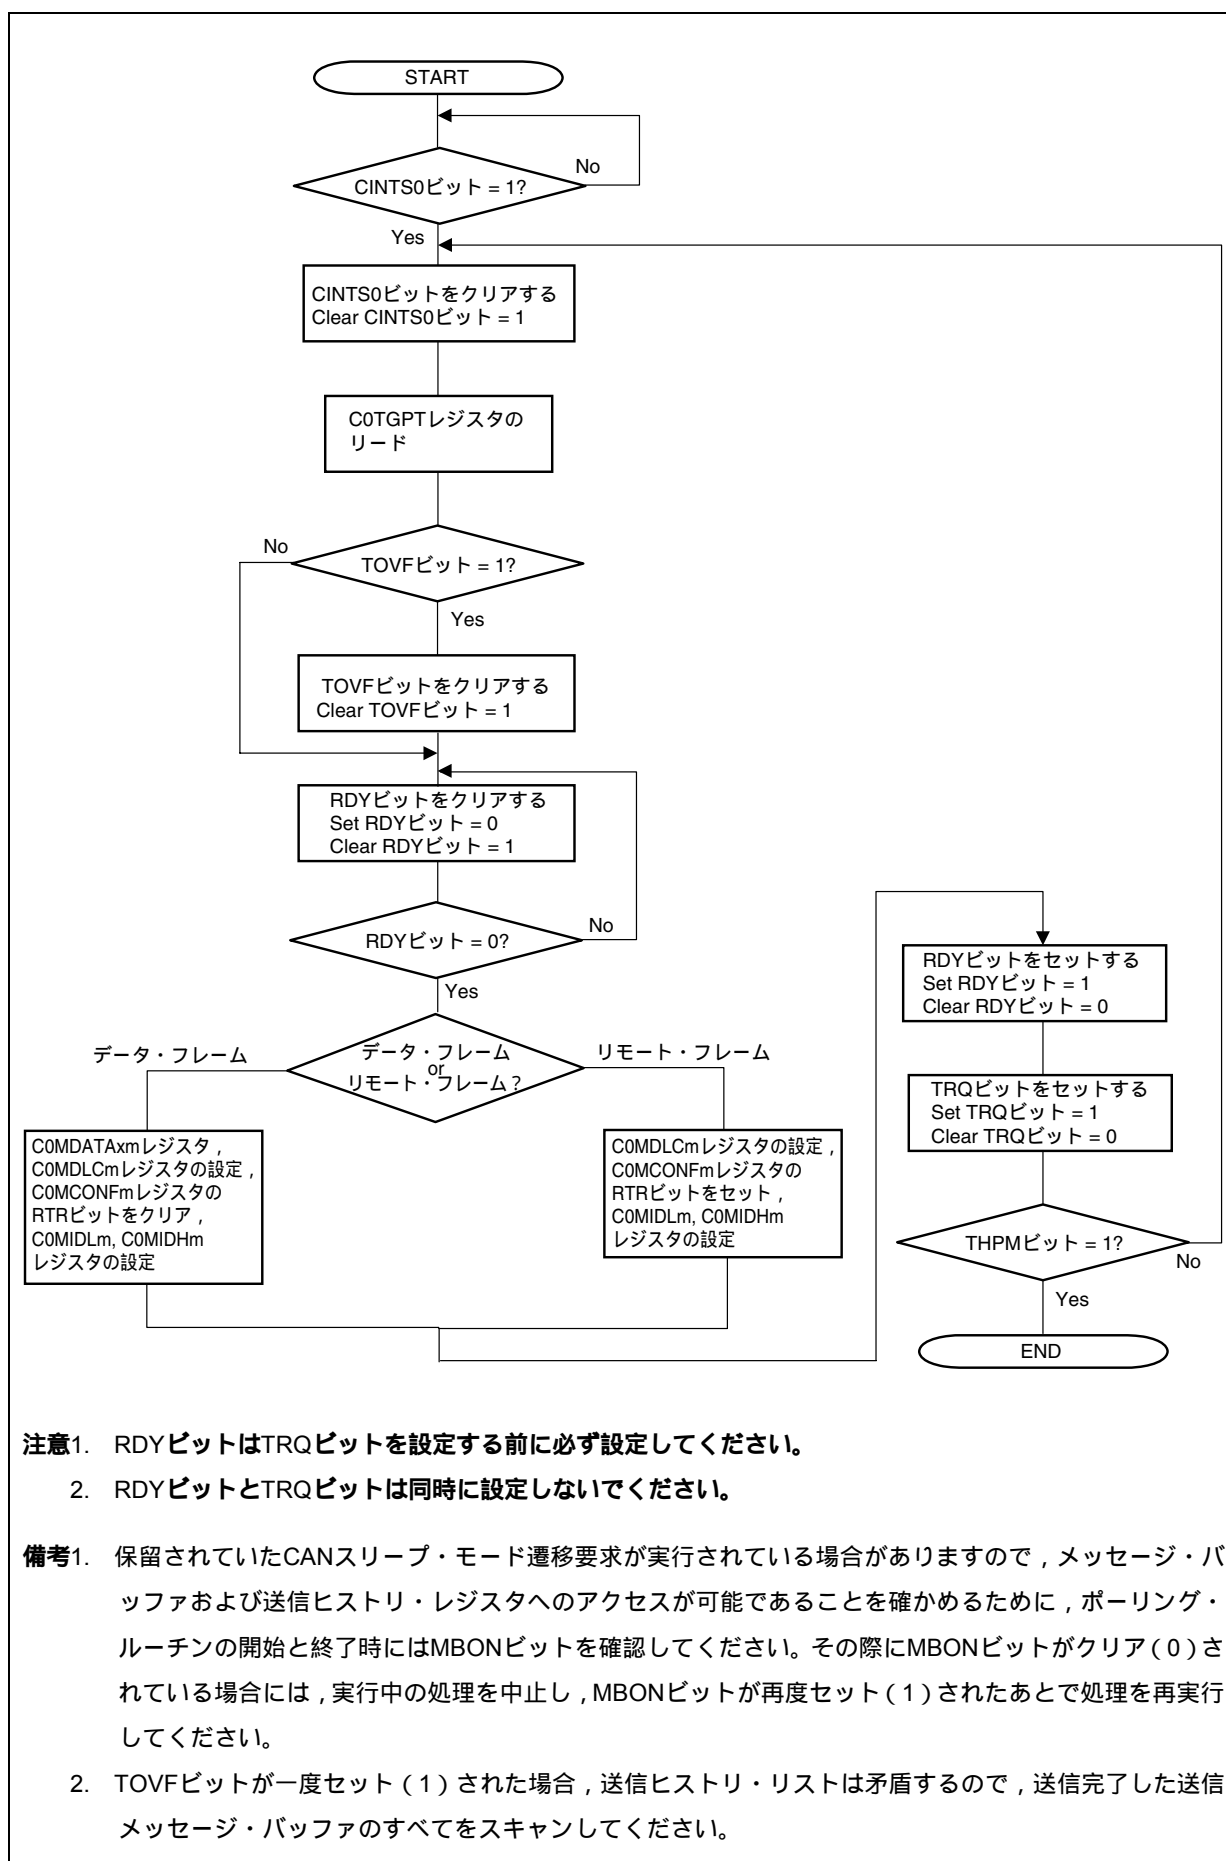 START
No
CINTS0ビット = 1?
Yes
CINTS0ビットをクリアする
Clear CINTS0ビット = 1
C0TGPTレジスタの
リード
No
TOVFビット = 1?
Yes
TOVFビットをクリアする
Clear TOVFビット = 1
RDYビットをクリアする
Set RDYビット = 0
Clear RDYビット = 1
No
RDYビット = 0?
Yes
データ・フレーム
データ・フレーム
or
リモート・フレーム？
リモート・フレーム
C0MDATAxmレジスタ，
C0MDLCmレジスタの設定，
C0MCONFmレジスタの
RTRビットをクリア，
C0MIDLm, C0MIDHm
レジスタの設定
C0MDLCmレジスタの設定，
C0MCONFmレジスタの
RTRビットをセット，
C0MIDLm, C0MIDHm
レジスタの設定
RDYビットをセットする
Set RDYビット = 1
Clear RDYビット = 0
TRQビットをセットする
Set TRQビット = 1
Clear TRQビット = 0
THPMビット = 1?
No
Yes
END
注意1. RDYビットはTRQビットを設定する前に必ず設定してください。
2. RDYビットとTRQビットは同時に設定しないでください。
備考1. 保留されていたCANスリープ・モード遷移要求が実行されている場合がありますので，メッセージ・バ
ッファおよび送信ヒストリ・レジスタへのアクセスが可能であることを確かめるために，ポーリング・
ルーチンの開始と終了時にはMBONビットを確認してください。その際にMBONビットがクリア（0）さ
れている場合には，実行中の処理を中止し，MBONビットが再度セット（1）されたあとで処理を再実行
してください。
2. TOVFビットが一度セット（1）された場合，送信ヒストリ・リストは矛盾するので，送信完了した送信
メッセージ・バッファのすべてをスキャンしてください。